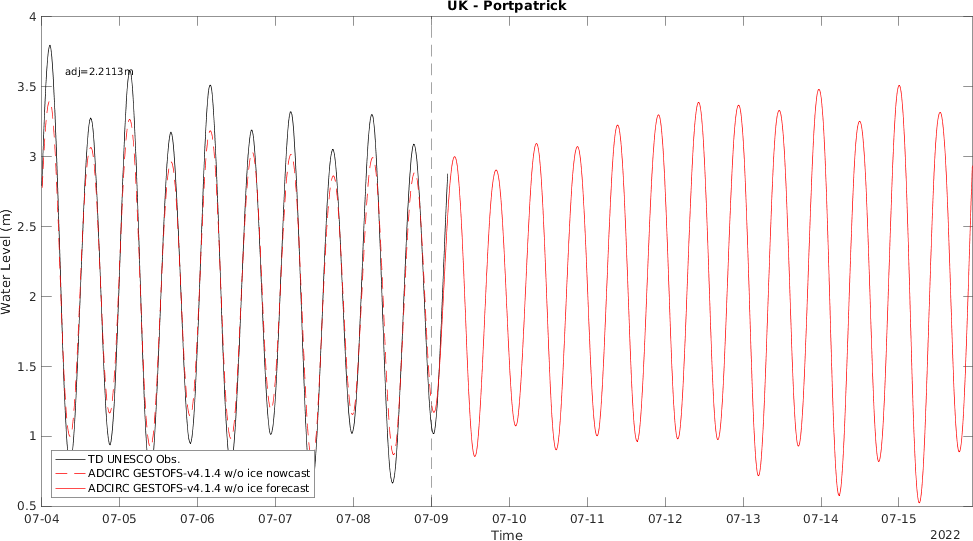 UK - Portpatrick
adj=2.2113m
Water Level (m)
4
3.5
3
2.5
2
1.5
1
0.5
TD UNESCO Obs.
ADCIRC GESTOFS-v4.1.4 w/o ice nowcast
ADCIRC GESTOFS-v4.1.4 w/o ice forecast
07-04 07-05 07-06 07-07 07-08 07-09 07-10 07-11 07-12 07-13 07-14 07-15
Time
2022